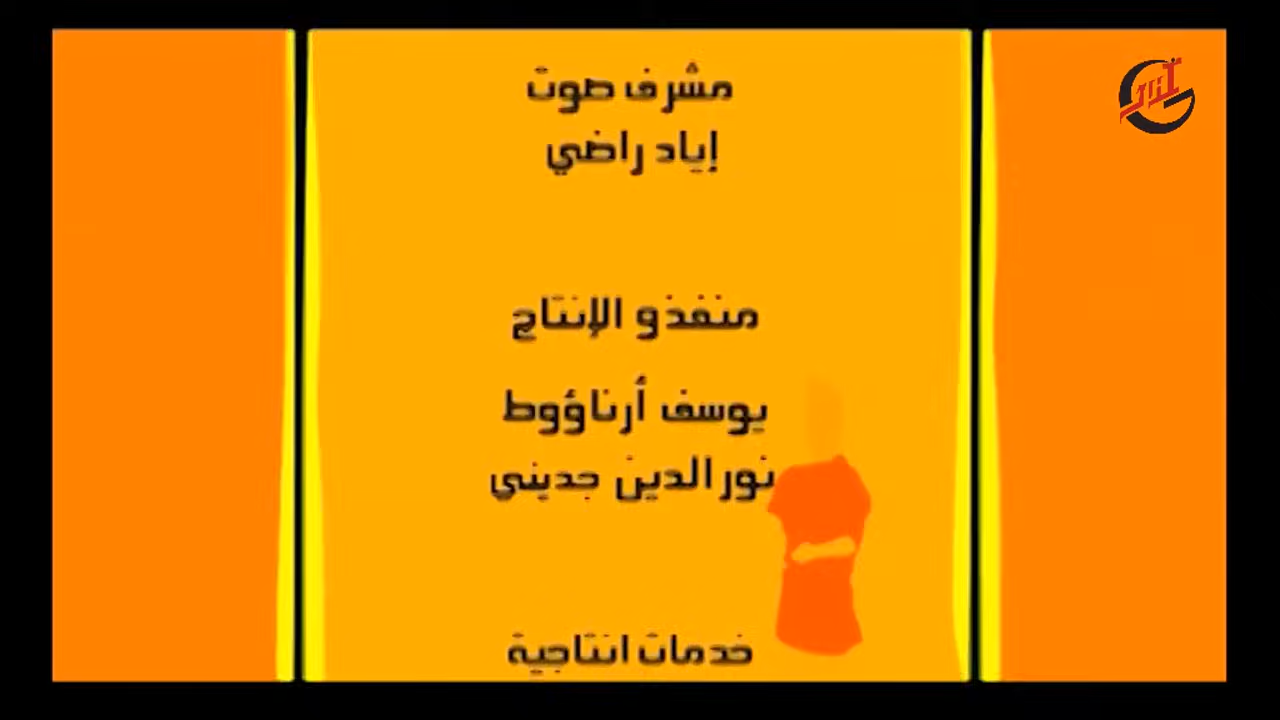 مشرف صوت
إياد راضي
منفذو الإنتاج
يوسف أرناؤوط
نور الدين جديني
خدمات انتاجية